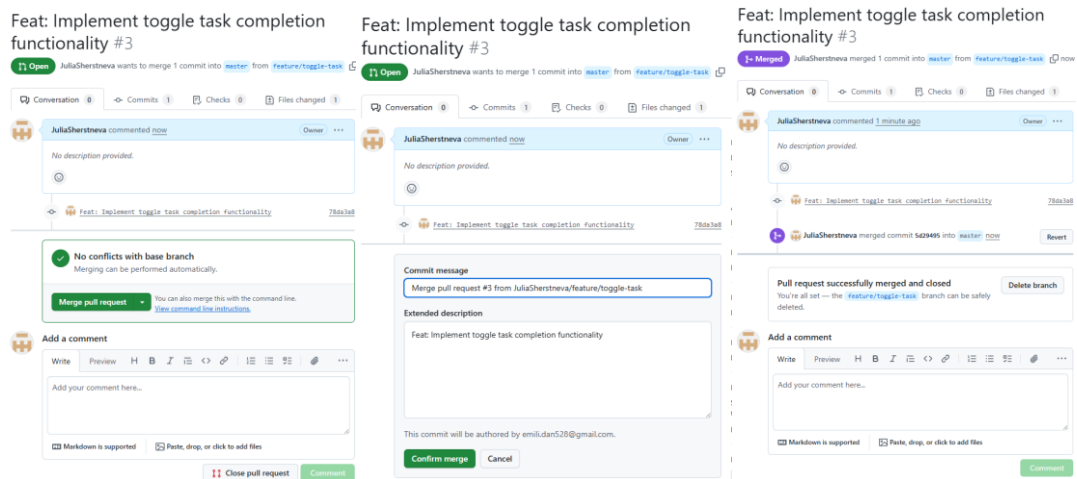 Feat: Implement toggle task completion
functionality #3
Open JuliaSherstneva wants to merge 1 commit into master from feature/toggle-task
Conversation 0 Commits 1 Checks 0 Files changed 1
JuliaSherstneva commented now Owner
No description provided.
Feat: Implement toggle task completion functionality 78da3a8
No conflicts with base branch
Merging can be performed automatically.
Merge pull request You can also merge this with the command line.
View command line instructions.
Add a comment
Write Preview H B I
Add your comment here...
Markdown is supported Paste, drop, or click to add files
Close pull request Comment
Feat: Implement toggle task completion
functionality #3
Open JuliaSherstneva wants to merge 1 commit into master from feature/toggle-task
Conversation 0 Commits 1 Checks 0 Files changed 1
JuliaSherstneva commented now Owner
No description provided.
Feat: Implement toggle task completion functionality 78da3a8
Commit message
Merge pull request #3 from JuliaSherstneva/feature/toggle-task
Extended description
Feat: Implement toggle task completion functionality
This commit will be authored by emili.dan528@gmail.com.
Confirm merge Cancel
Feat: Implement toggle task completion
functionality #3
Merged JuliaSherstneva merged 1 commit into master from feature/toggle-task now
Conversation 0 Commits 1 Checks 0 Files changed 1
JuliaSherstneva commented 1 minute ago Owner
No description provided.
Feat: Implement toggle task completion functionality 78da3a8
JuliaSherstneva merged commit 5d29495 into master now Revert
Pull request successfully merged and closed
You're all set — the feature/toggle-task branch can be safely
deleted.
Delete branch
Add a comment
Write Preview H B I
Add your comment here...
Markdown is supported Paste, drop, or click to add files
Comment